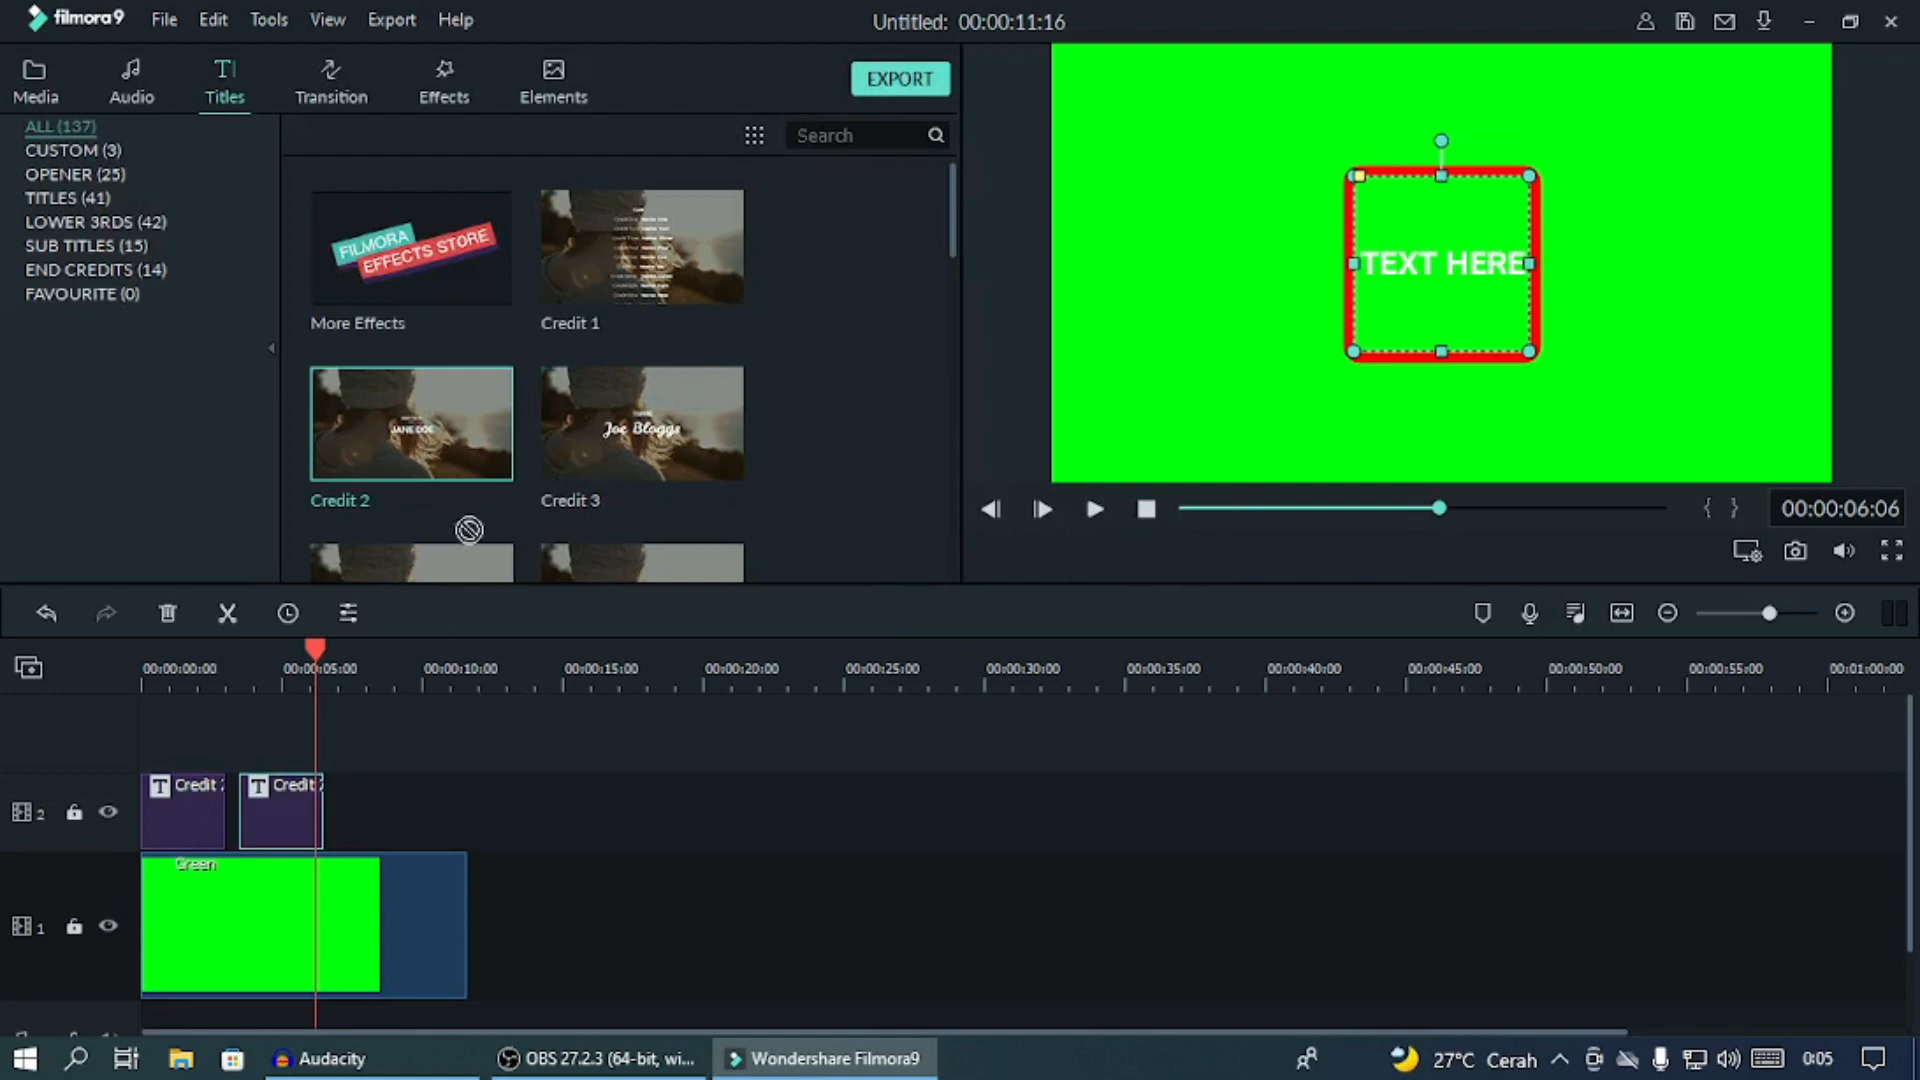 filmora9 File Edit Tools View Export Help Untitled: 00:00:11:16
Media Audio Titles Transition Effects Elements EXPORT
ALL (137)
CUSTOM (3)
OPENER (25)
TITLES (41)
LOWER 3RDS (42)
SUB TITLES (15)
END CREDITS (14)
FAVOURITE (0)
Search
FILMORA
EFFECTS STORE
More Effects Credit 1
JANE DOE
Joe Bloggs
Credit 2 Credit 3
TEXT HERE
00:00:06:06
00:00:00:00 00:00:05:00 00:00:10:00 00:00:15:00 00:00:20:00 00:00:25:00 00:00:30:00 00:00:35:00 00:00:40:00 00:00:45:00 00:00:50:00 00:00:55:00 00:01:00:00
T Credit T Credit
2
Green
1
Audacity OBS 27.2.3 (64-bit, wi... Wondershare Filmora9 27°C Cerah 0:05